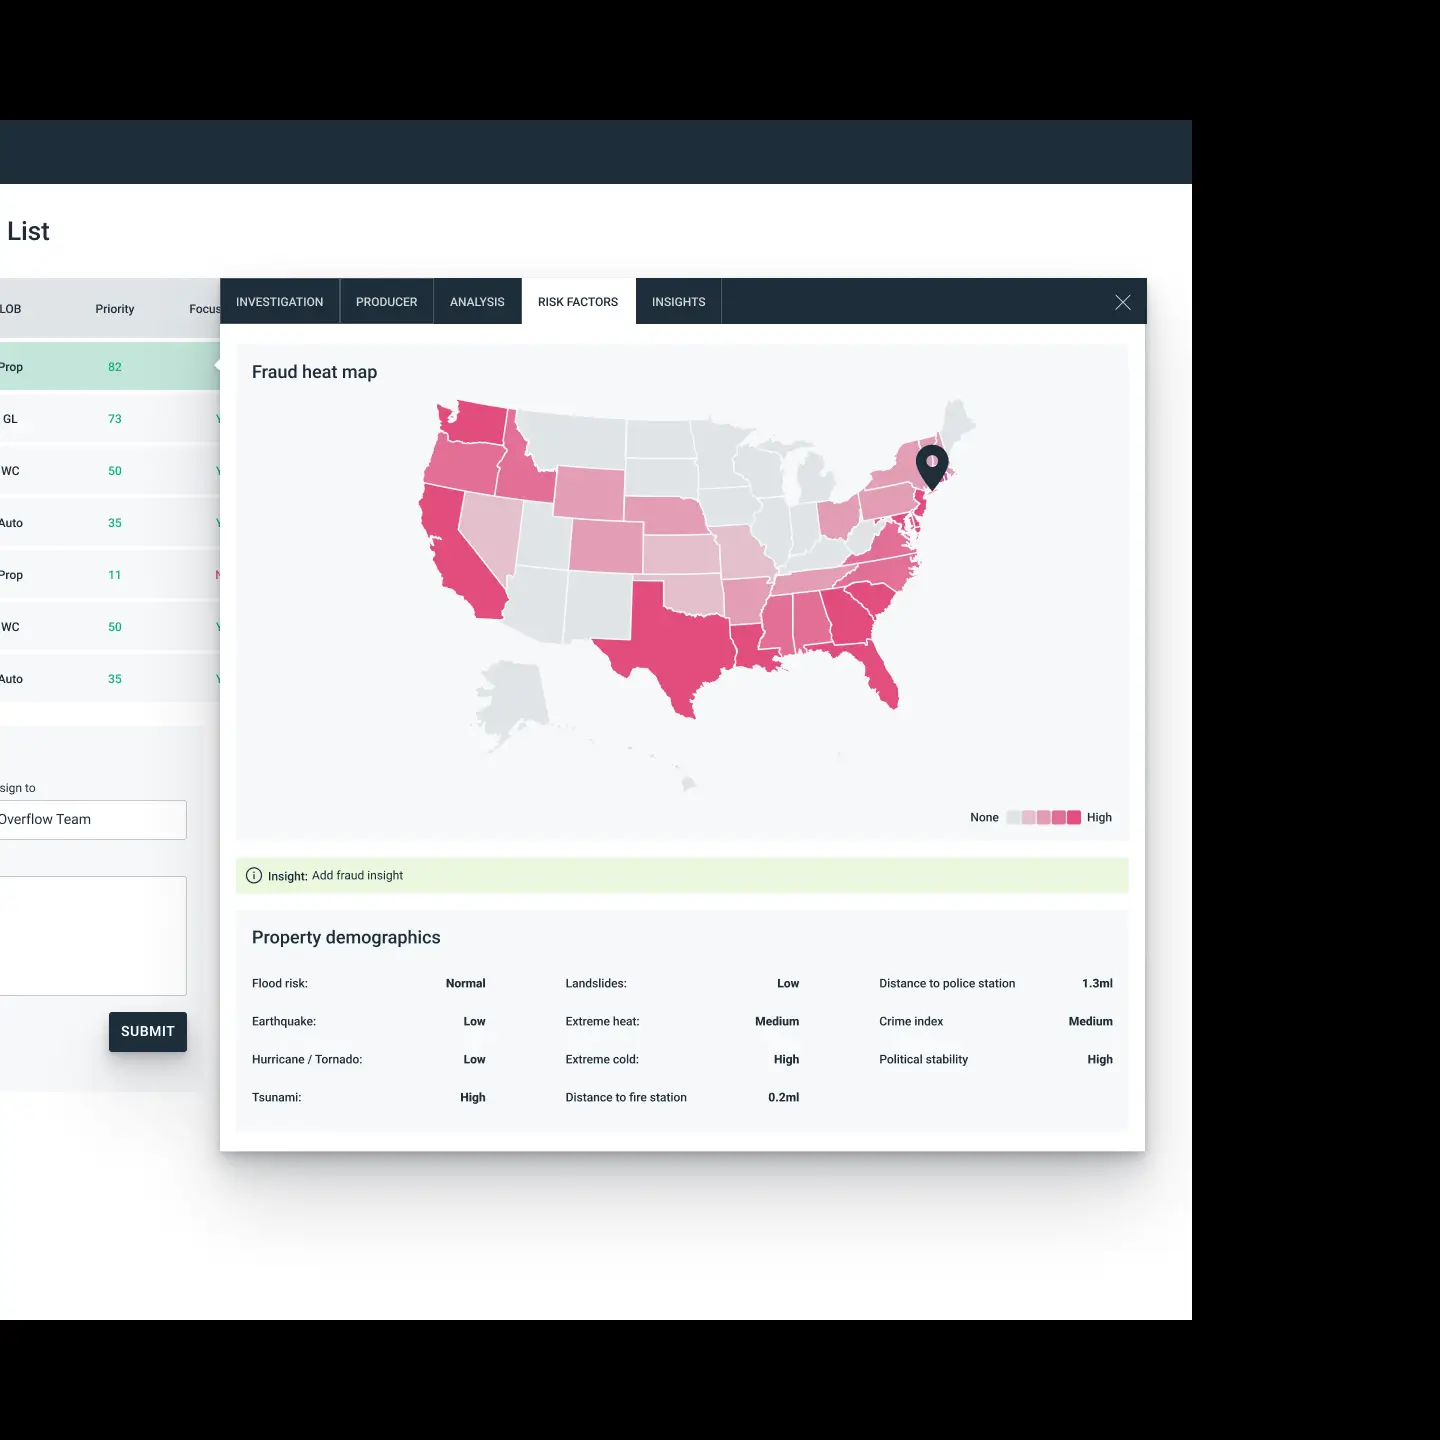 List
LOB Priority Focus
Prop 82
GL 73 Y
WC 50 Y
Auto 35 Y
Prop 11 N
WC 50 Y
Auto 35 Y
sign to
Overflow Team
SUBMIT
INVESTIGATION PRODUCER ANALYSIS RISK FACTORS INSIGHTS
Fraud heat map
None High
Insight: Add fraud insight
Property demographics
Flood risk: Normal Landslides: Low Distance to police station 1.3ml
Earthquake: Low Extreme heat: Medium Crime index Medium
Hurricane / Tornado: Low Extreme cold: High Political stability High
Tsunami: High Distance to fire station 0.2ml